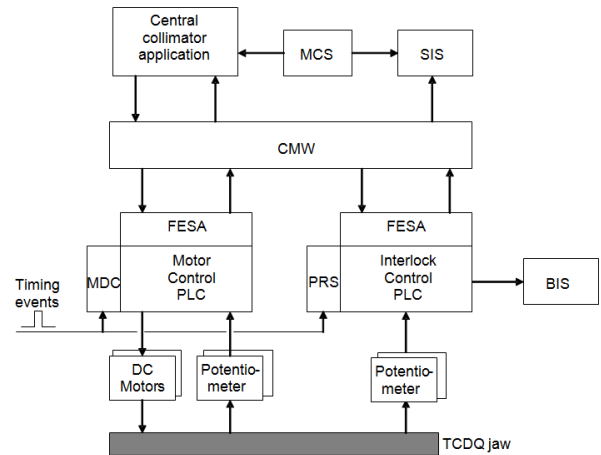 Central
collimator
application
MCS
SIS
CMW
FESA
FESA
MDC
Motor
Control
PLC
PRS
Interlock
Control
PLC
BIS
Timing
events
DC
Motors
Potentio-
meter
Potentio-
meter
TCDQ jaw